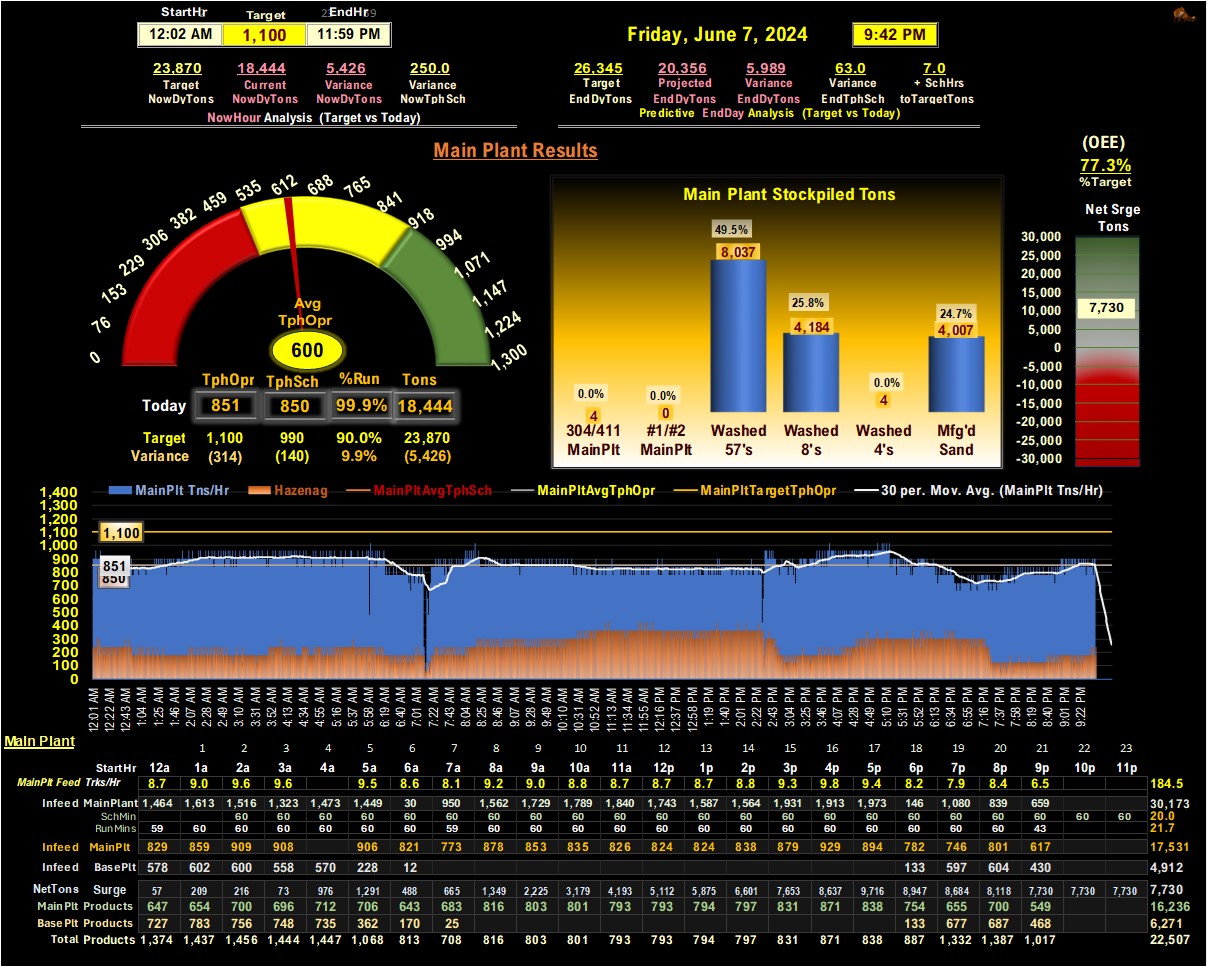 StartHr Target EndHr
12:02 AM 1,100 11:59 PM
Friday, June 7, 2024 9:42 PM
23,870 18,444 5,426 250.0
Target Current Variance Variance
NowDyTons NowDyTons NowDyTons NowTphSch
NowHour Analysis (Target vs Today)
26,345 20,356 5,989 63.0 7.0
Target Projected Variance Variance + SchHrs
EndDyTons EndDyTons EndDyTons EndTphSch toTargetTons
Predictive EndDay Analysis (Target vs Today)
Main Plant Results
(OEE)
77.3%
%Target
Net Srge
Tons
30,000
25,000
20,000
15,000
10,000
7,730
5,000
0
-5,000
-10,000
-15,000
-20,000
-25,000
-30,000
0 76 153 229 306 382 459 535 612 688 765 841 918 994 1,071 1,147 1,224 1,300
Avg
TphOpr
600
TphOpr TphSch %Run Tons
Today 851 850 99.9% 18,444
Target 1,100 990 90.0% 23,870
Variance (314) (140) 9.9% (5,426)
Main Plant Stockpiled Tons
0.0% 0.0% 49.5% 25.8% 0.0% 24.7%
4 0 8,037 4,184 4 4,007
304/411 #1/#2 Washed Washed Washed Mfg'd
MainPlt MainPlt 57's 8's 4's Sand
MainPlt Tns/Hr Hazenag MainPltAvgTphSch MainPltAvgTphOpr MainPltTargetTphOpr 30 per. Mov. Avg. (MainPlt Tns/Hr)
1,400
1,300
1,200
1,100
1,000
900
800
700
600
500
400
300
200
100
0
1,100
851
850
12:01 AM 12:22 AM 12:43 AM 1:04 AM 1:25 AM 1:46 AM 2:07 AM 2:28 AM 2:49 AM 3:10 AM 3:31 AM 3:52 AM 4:13 AM 4:34 AM 4:55 AM 5:16 AM 5:37 AM 5:58 AM 6:19 AM 6:40 AM 7:01 AM 7:22 AM 7:43 AM 8:04 AM 8:25 AM 8:46 AM 9:07 AM 9:28 AM 9:49 AM 10:10 AM 10:31 AM 10:52 AM 11:13 AM 11:34 AM 11:55 AM 12:16 PM 12:37 PM 12:58 PM 1:19 PM 1:40 PM 2:01 PM 2:22 PM 2:43 PM 3:04 PM 3:25 PM 3:46 PM 4:07 PM 4:28 PM 4:49 PM 5:10 PM 5:31 PM 5:52 PM 6:13 PM 6:34 PM 6:55 PM 7:16 PM 7:37 PM 7:58 PM 8:19 PM 8:40 PM 9:01 PM 9:22 PM
Main Plant
1 2 3 4 5 6 7 8 9 10 11 12 13 14 15 16 17 18 19 20 21 22 23
StartHr 12a 1a 2a 3a 4a 5a 6a 7a 8a 9a 10a 11a 12p 1p 2p 3p 4p 5p 6p 7p 8p 9p 10p 11p
MainPlt Feed Trks/Hr 8.7 9.0 9.6 9.6 9.5 8.6 8.1 9.2 9.0 8.8 8.7 8.7 8.7 8.8 9.3 9.8 9.4 8.2 7.9 8.4 6.5 184.5
Infeed MainPlant 1,464 1,613 1,516 1,323 1,473 1,449 30 950 1,562 1,729 1,789 1,840 1,743 1,587 1,564 1,931 1,913 1,973 146 1,080 839 659 30,173
SchMin 60 60 60 60 60 60 60 60 60 60 60 60 60 60 60 60 60 60 60 60 60 60 20.0
RunMins 59 60 60 60 60 60 60 59 60 60 60 60 60 60 60 60 60 60 60 60 60 43 21.7
Infeed MainPlt 829 859 909 908 906 821 773 878 853 835 826 824 824 838 879 929 894 782 746 801 617 17,531
Infeed BasePlt 578 602 600 558 570 228 12 133 597 604 430 4,912
NetTons Surge 57 209 216 73 976 1,291 488 665 1,349 2,225 3,179 4,193 5,112 5,875 6,601 7,653 8,637 9,716 8,947 8,684 8,118 7,730 7,730 7,730 7,730
MainPlt Products 647 654 700 696 712 706 643 683 816 803 801 793 793 794 797 831 871 838 754 655 700 549 16,236
BasePlt Products 727 783 756 748 735 362 170 25 133 677 687 468 6,271
Total Products 1,374 1,437 1,456 1,444 1,447 1,068 813 708 816 803 801 793 793 794 797 831 871 838 887 1,332 1,387 1,017 22,507